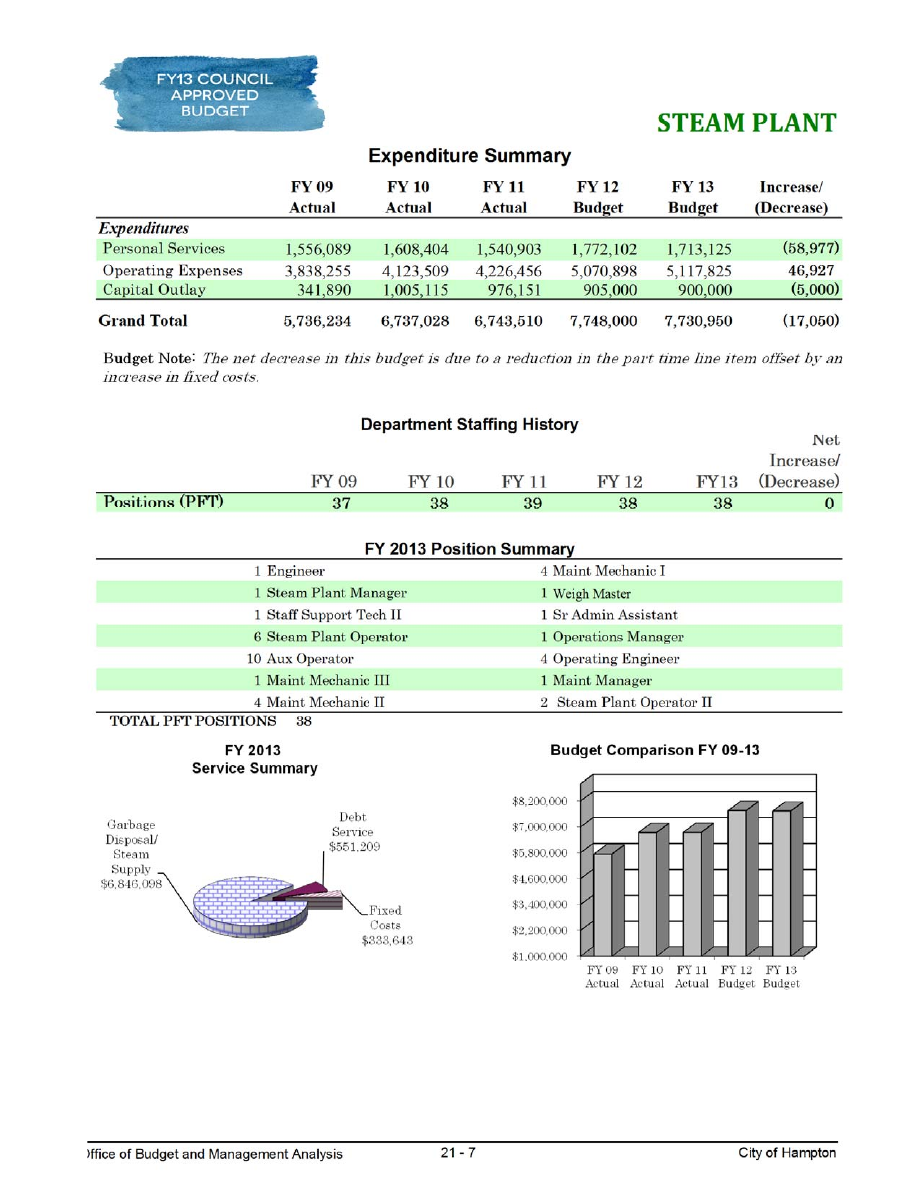 FY13 COUNCIL
APPROVED
BUDGET
STEAM PLANT
Expenditure Summary
FY 09 FY 10 FY 11 FY 12 FY 13 Increase/
Actual Actual Actual Budget Budget (Decrease)
Expenditures
Personal Services 1,556,089 1,608,404 1,540,903 1,772,102 1,713,125 (58,977)
Operating Expenses 3,838,255 4,123,509 4,226,456 5,070,898 5,117,825 46,927
Capital Outlay 341,890 1,005,115 976,151 905,000 900,000 (5,000)
Grand Total 5,736,234 6,737,028 6,743,510 7,748,000 7,730,950 (17,050)
Budget Note: The net decrease in this budget is due to a reduction in the part time line item offset by an
increase in fixed costs.
Department Staffing History
Net
Increase/
FY 09 FY 10 FY 11 FY 12 FY13 (Decrease)
Positions (PFT) 37 38 39 38 38 0
FY 2013 Position Summary
1 Engineer 4 Maint Mechanic I
1 Steam Plant Manager 1 Weigh Master
1 Staff Support Tech II 1 Sr Admin Assistant
6 Steam Plant Operator 1 Operations Manager
10 Aux Operator 4 Operating Engineer
1 Maint Mechanic III 1 Maint Manager
4 Maint Mechanic II 2 Steam Plant Operator II
TOTAL PFT POSITIONS 38
FY 2013
Service Summary
Garbage
Disposal/
Steam
Supply
$6,846,098
Debt
Service
$551,209
Fixed
Costs
$333,643
Budget Comparison FY 09-13
$8,200,000
$7,000,000
$5,800,000
$4,600,000
$3,400,000
$2,200,000
$1,000,000
FY 09 FY 10 FY 11 FY 12 FY 13
Actual Actual Actual Budget Budget
Office of Budget and Management Analysis 21 - 7 City of Hampton